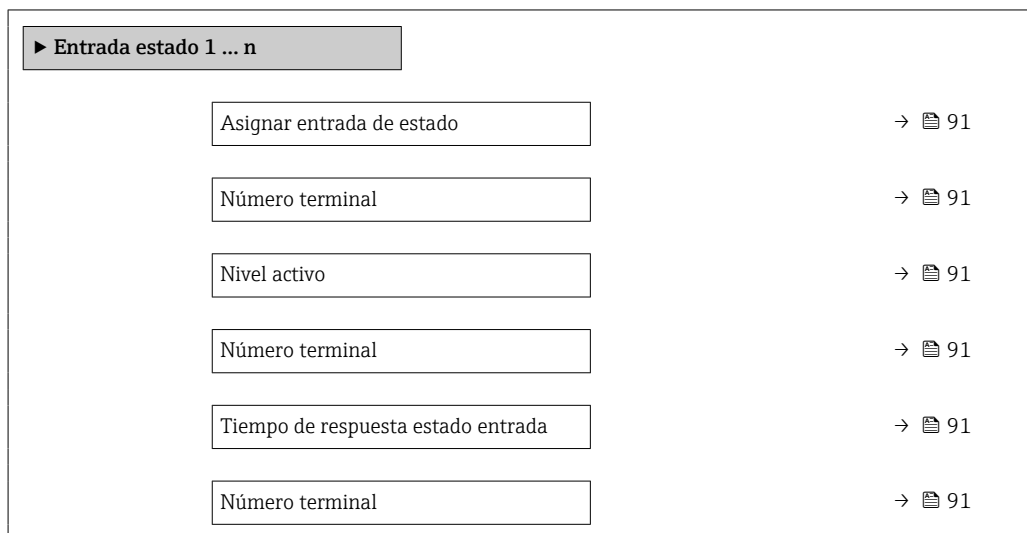 ▶ Entrada estado 1 … n
Asignar entrada de estado → 91
Número terminal → 91
Nivel activo → 91
Número terminal → 91
Tiempo de respuesta estado entrada → 91
Número terminal → 91